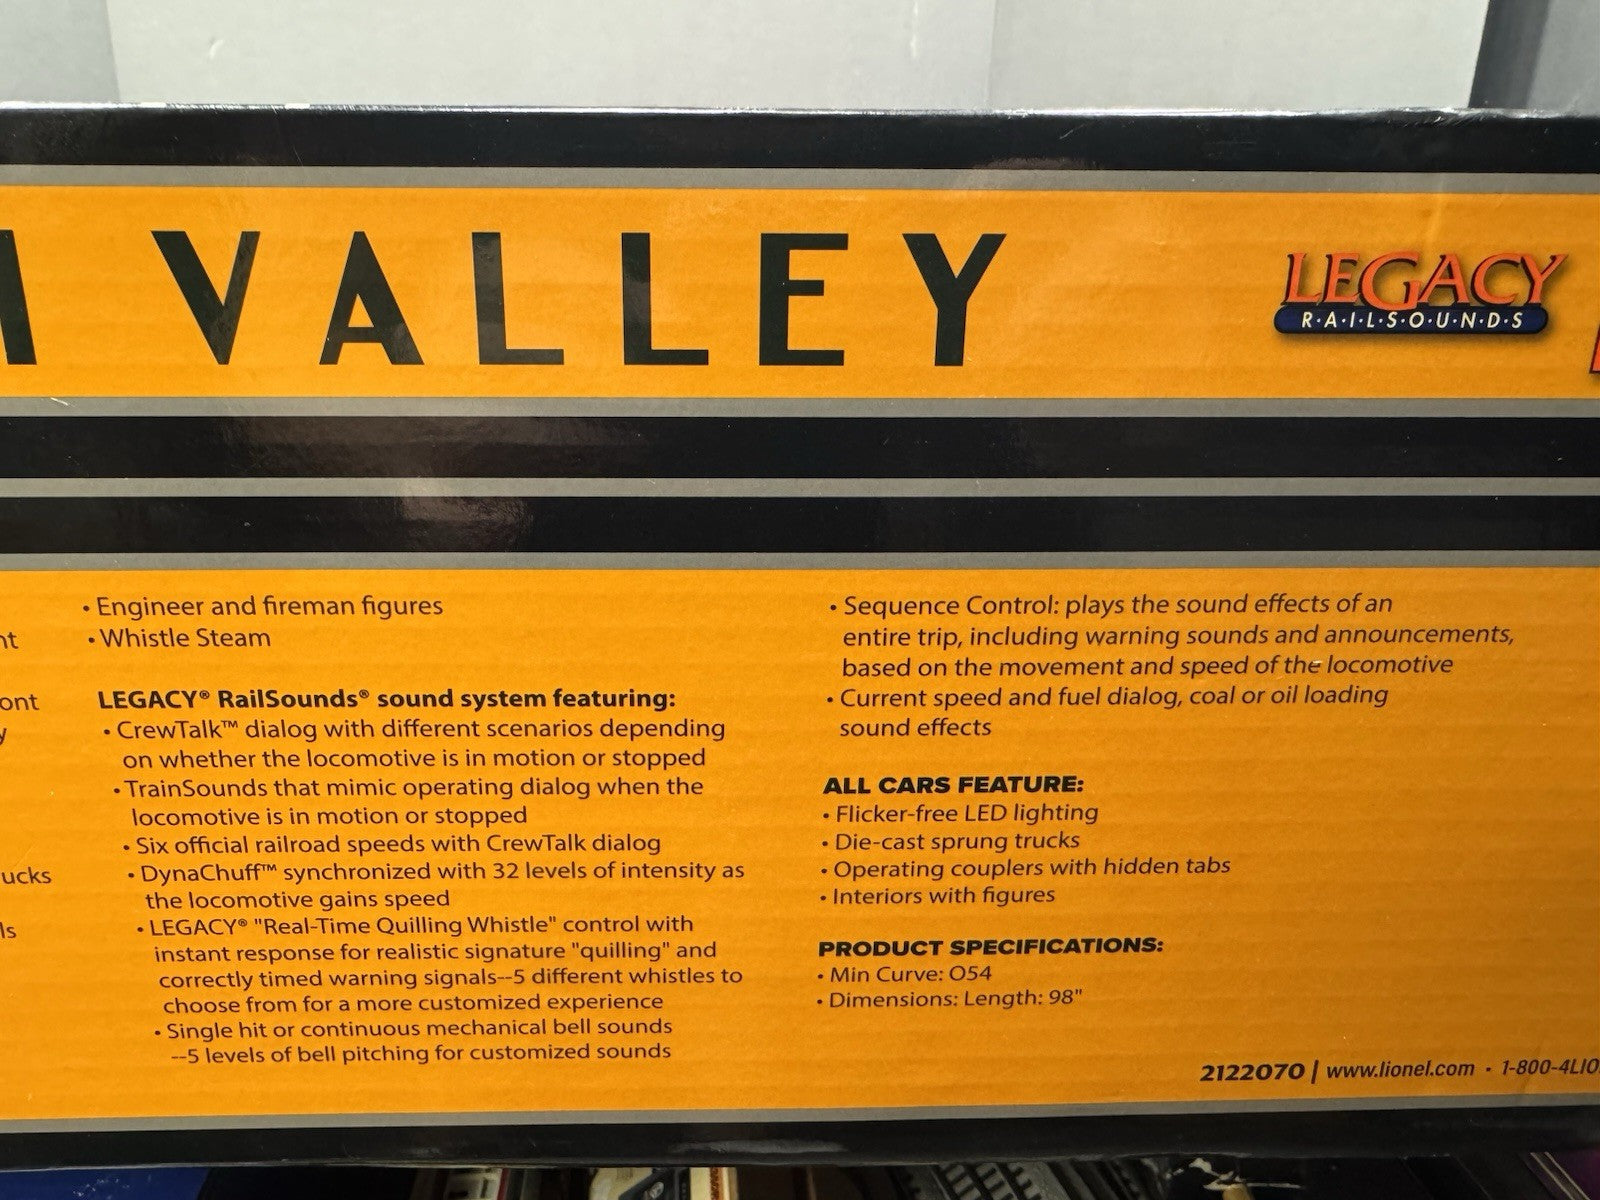 VALLEY
LEGACY
R·A·I·L·S·O·U·N·D·S
• Engineer and fireman figures
• Whistle Steam
LEGACY® RailSounds® sound system featuring:
• CrewTalk™ dialog with different scenarios depending
on whether the locomotive is in motion or stopped
• TrainSounds that mimic operating dialog when the
locomotive is in motion or stopped
• Six official railroad speeds with CrewTalk dialog
• DynaChuff™ synchronized with 32 levels of intensity as
the locomotive gains speed
• LEGACY® "Real-Time Quilling Whistle" control with
instant response for realistic signature "quilling" and
correctly timed warning signals--5 different whistles to
choose from for a more customized experience
• Single hit or continuous mechanical bell sounds
--5 levels of bell pitching for customized sounds
• Sequence Control: plays the sound effects of an
entire trip, including warning sounds and announcements,
based on the movement and speed of the locomotive
• Current speed and fuel dialog, coal or oil loading
sound effects
ALL CARS FEATURE:
• Flicker-free LED lighting
• Die-cast sprung trucks
• Operating couplers with hidden tabs
• Interiors with figures
PRODUCT SPECIFICATIONS:
• Min Curve: O54
• Dimensions: Length: 98"
2122070 | www.lionel.com • 1-800-4LIO